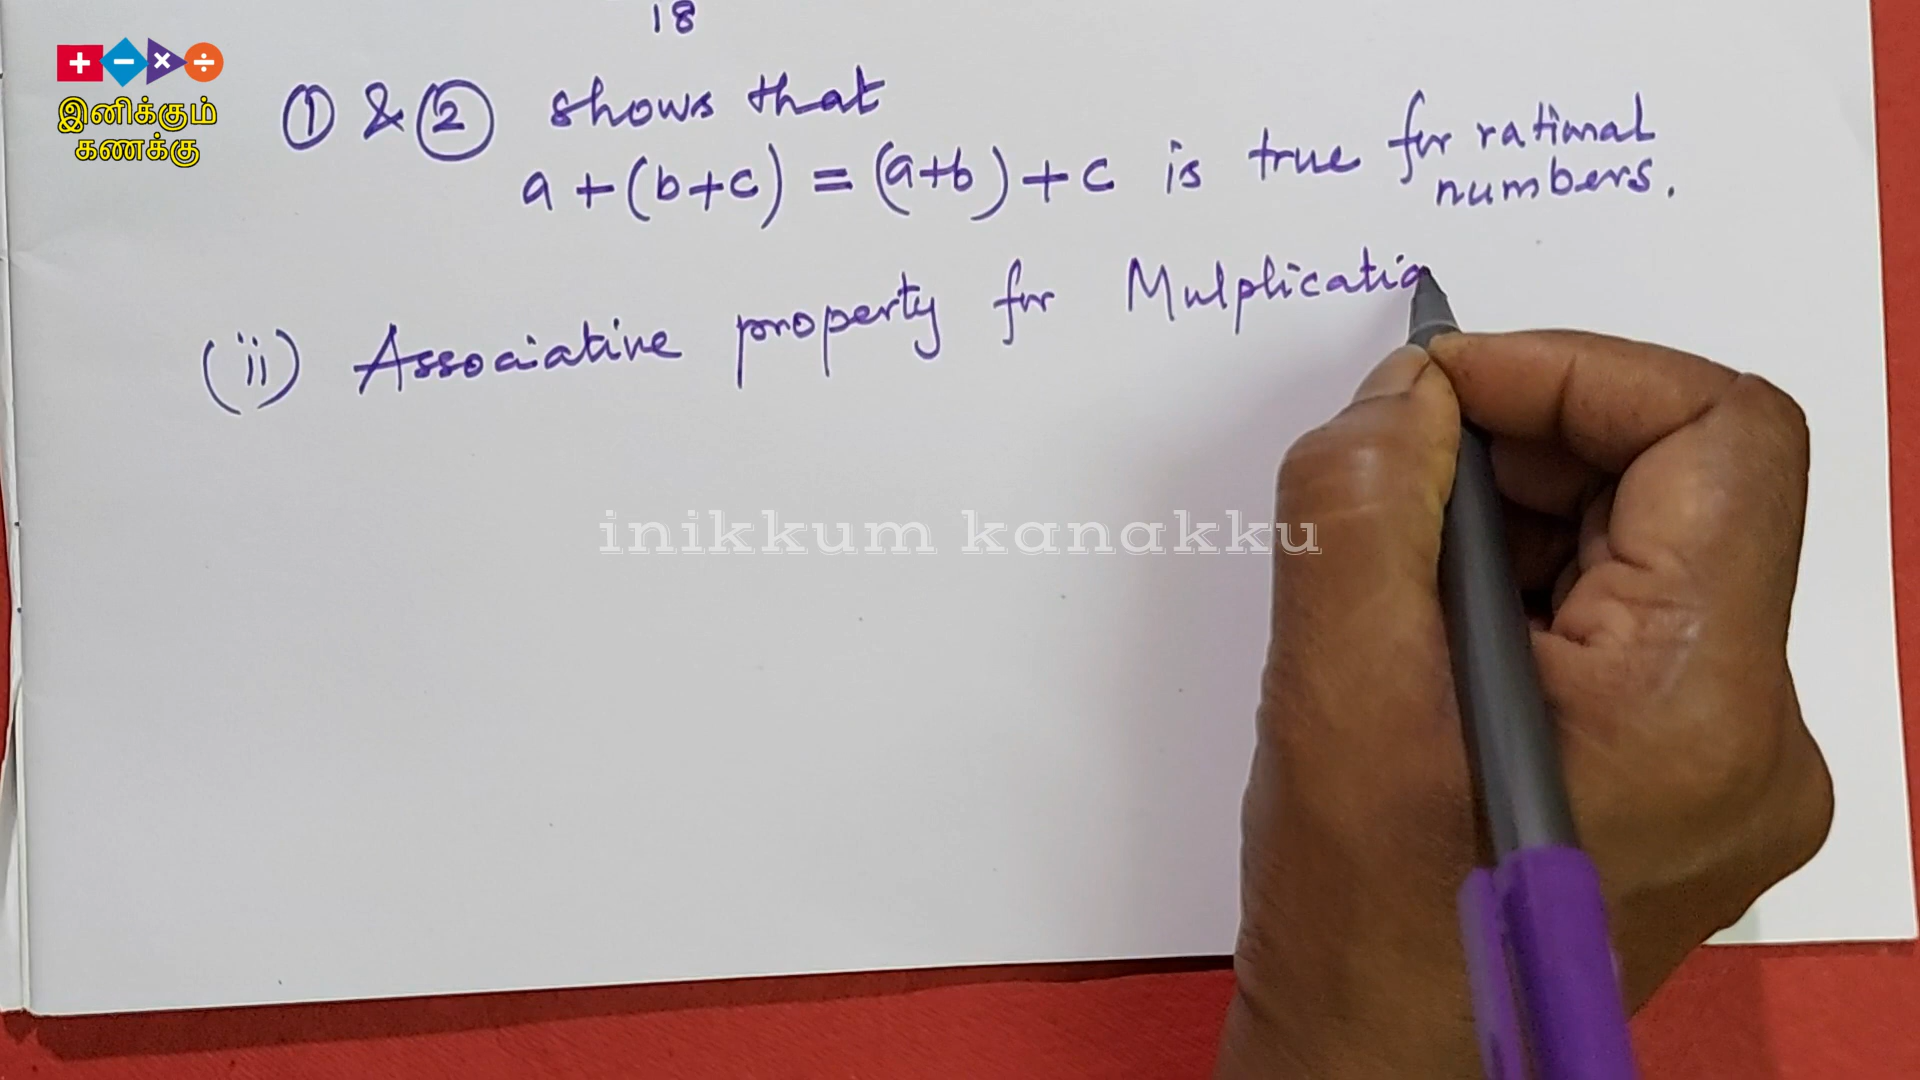 18
இனிக்கும்
கணக்கு
① & ② shows that
a + (b+c) = (a+b) + c is true for rational
numbers.
(ii) Associative property for Mulplicatio
inikkum kanakku